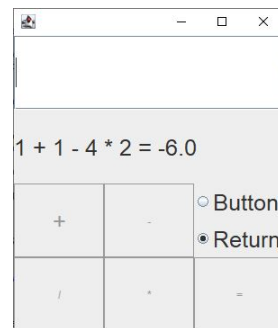 1 + 1 - 4 * 2 = -6.0
+ - Button
Return
/ * =